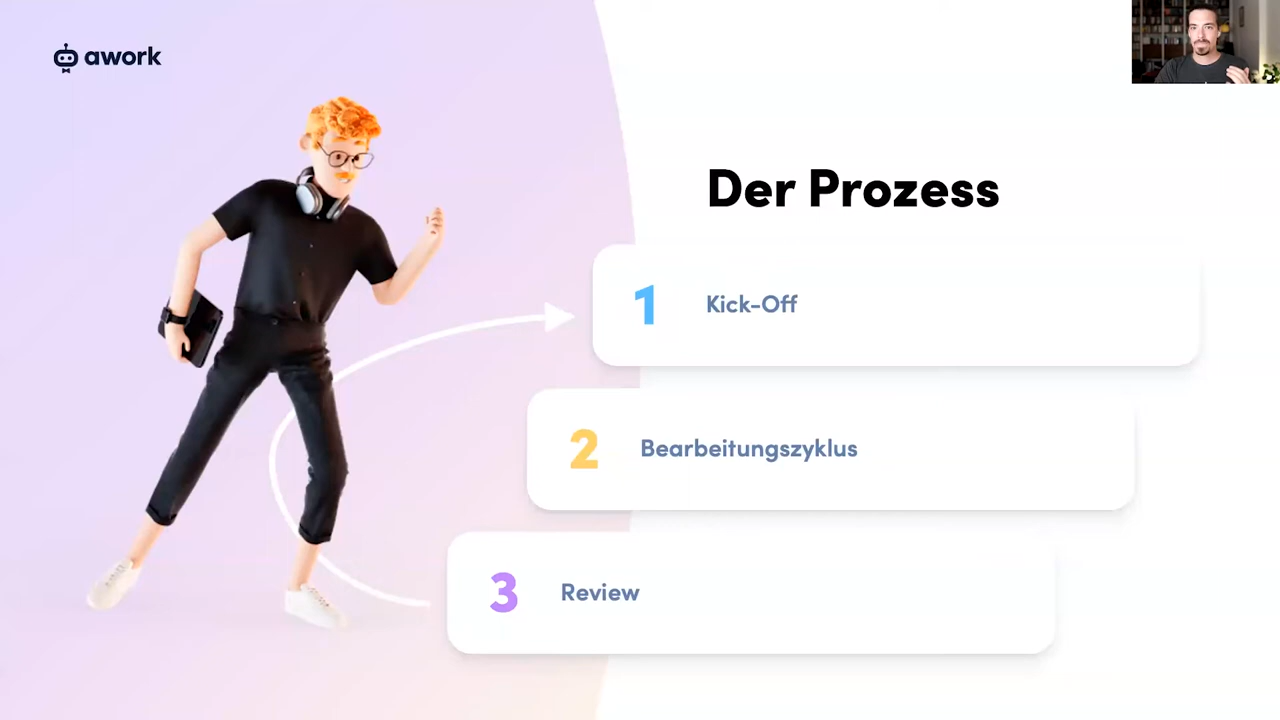 awork
Der Prozess
1 Kick-Off
2 Bearbeitungszyklus
3 Review